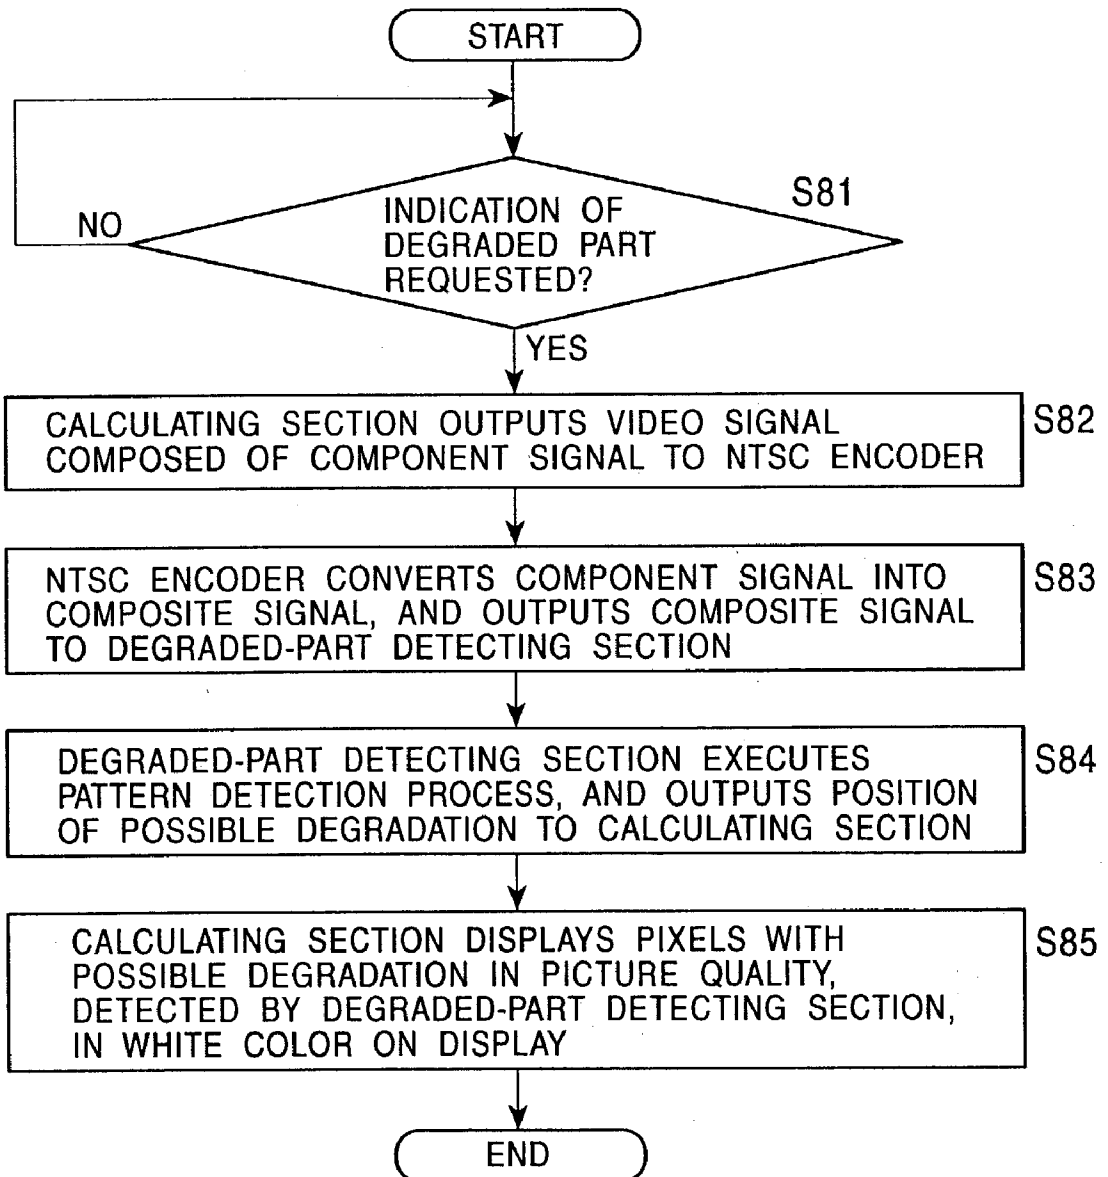 START
S81
INDICATION OF
DEGRADED PART
REQUESTED?
NO
YES
S82
CALCULATING SECTION OUTPUTS VIDEO SIGNAL
COMPOSED OF COMPONENT SIGNAL TO NTSC ENCODER
S83
NTSC ENCODER CONVERTS COMPONENT SIGNAL INTO
COMPOSITE SIGNAL, AND OUTPUTS COMPOSITE SIGNAL
TO DEGRADED-PART DETECTING SECTION
S84
DEGRADED-PART DETECTING SECTION EXECUTES
PATTERN DETECTION PROCESS, AND OUTPUTS POSITION
OF POSSIBLE DEGRADATION TO CALCULATING SECTION
S85
CALCULATING SECTION DISPLAYS PIXELS WITH
POSSIBLE DEGRADATION IN PICTURE QUALITY,
DETECTED BY DEGRADED-PART DETECTING SECTION,
IN WHITE COLOR ON DISPLAY
END